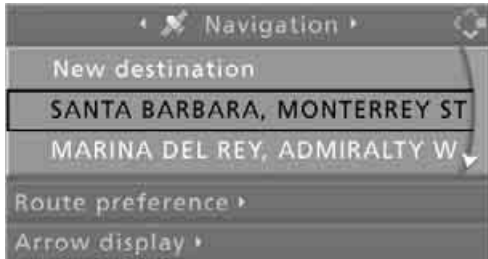 Navigation
New destination
SANTA BARBARA, MONTERREY ST
MARINA DEL REY, ADMIRALTY W
Route preference
Arrow display